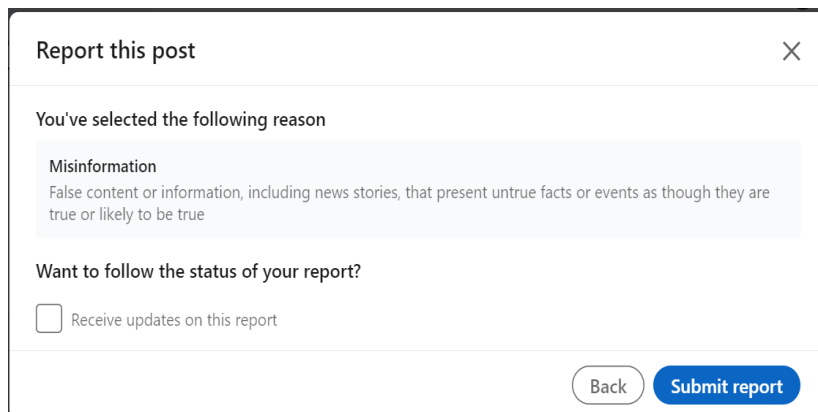 Report this post
You've selected the following reason
Misinformation
False content or information, including news stories, that present untrue facts or events as though they are
true or likely to be true
Want to follow the status of your report?
Receive updates on this report
Back
Submit report